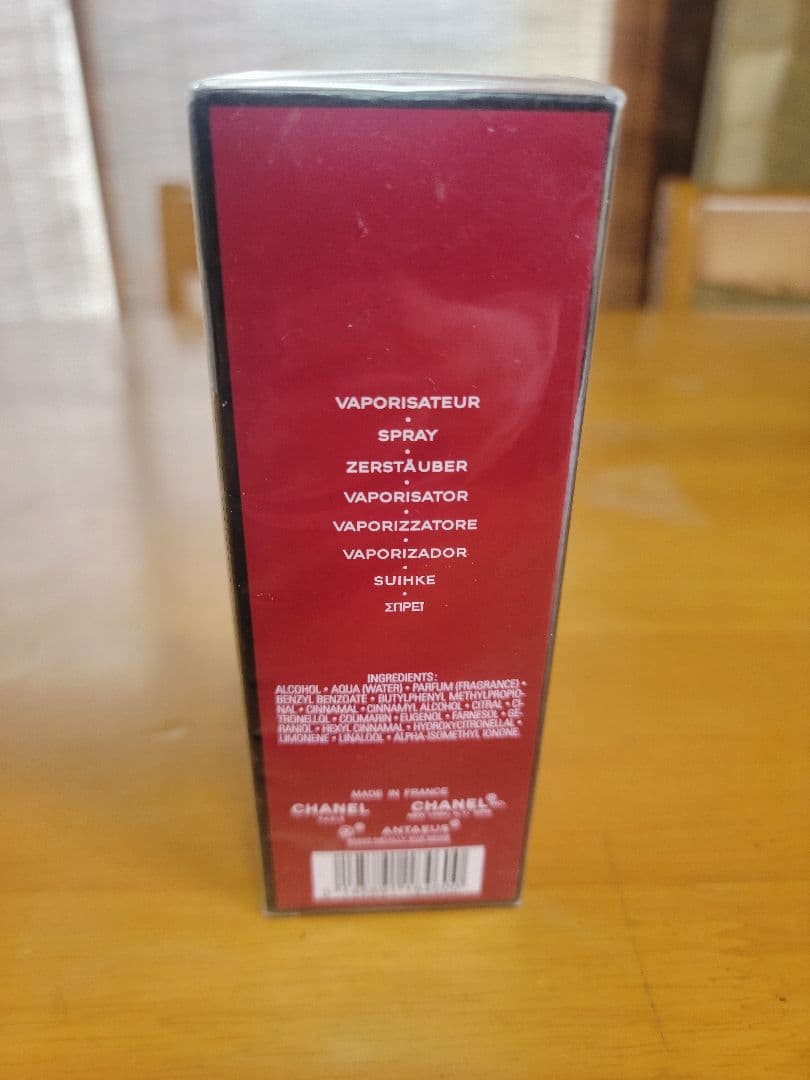 VAPORISATEUR
•
SPRAY
•
ZERSTÄUBER
•
VAPORISATOR
•
VAPORIZZATORE
•
VAPORIZADOR
•
SUIHKE
•
ΣΠΡΕΪ
INGREDIENTS:
ALCOHOL • AQUA (WATER) • PARFUM (FRAGRANCE) •
BENZYL BENZOATE • BUTYLPHENYL METHYLPROPIO-
NAL • CINNAMAL • CINNAMYL ALCOHOL • CITRAL • CI-
TRONELLOL • COUMARIN • EUGENOL • FARNESOL • GE-
RANIOL • HEXYL CINNAMAL • HYDROXYCITRONELLAL •
LIMONENE • LINALOOL • ALPHA-ISOMETHYL IONONE
MADE IN FRANCE
CHANEL CHANEL®
PARIS
ANTAEUS®